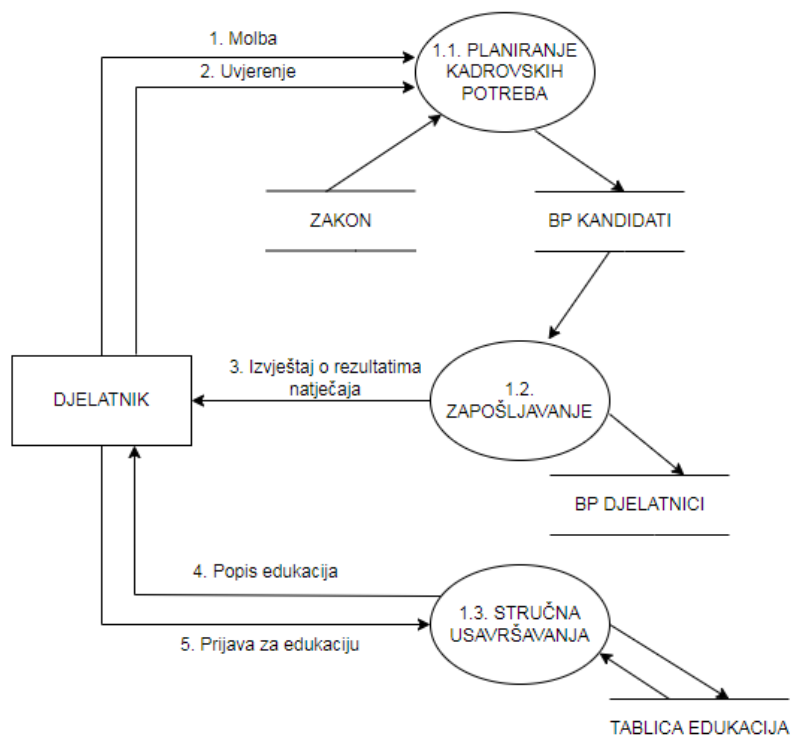 1. Molba
2. Uvjerenje
1.1. PLANIRANJE
KADROVSKIH
POTREBA
ZAKON
BP KANDIDATI
DJELATNIK
3. Izvještaj o rezultatima
natječaja
1.2.
ZAPOŠLJAVANJE
BP DJELATNICI
4. Popis edukacija
5. Prijava za edukaciju
1.3. STRUČNA
USAVRŠAVANJA
TABLICA EDUKACIJA